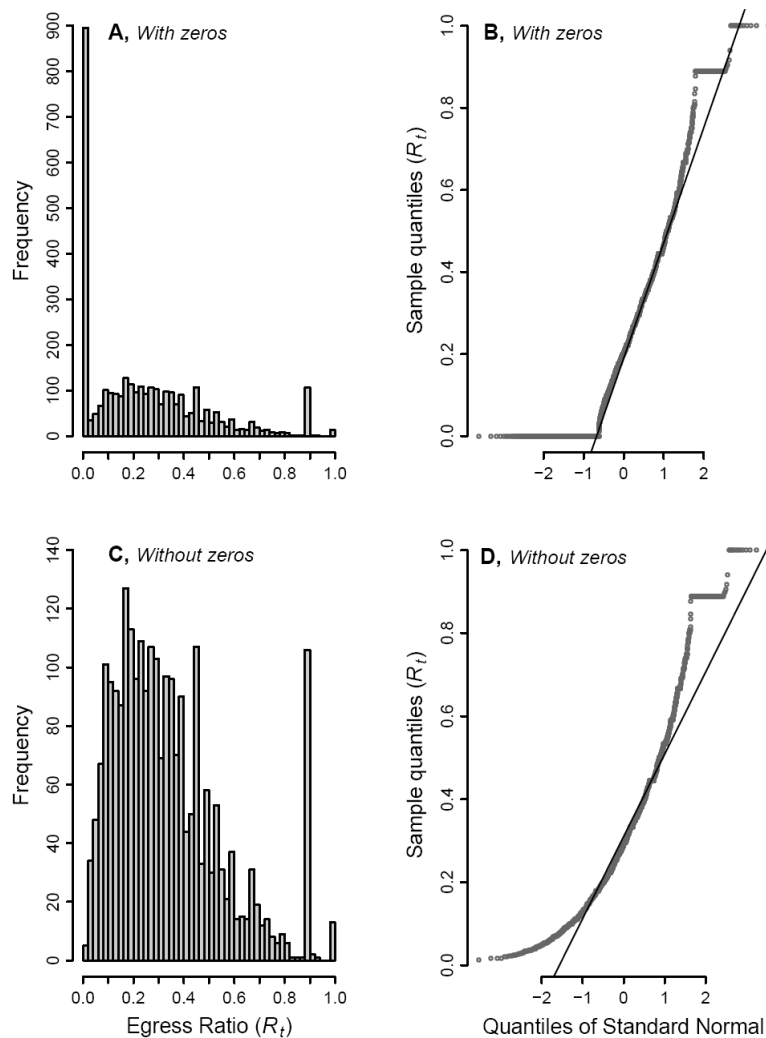 A, With zeros
900
800
700
600
500
400
300
200
100
0
Frequency
0.0 0.2 0.4 0.6 0.8 1.0
B, With zeros
1.0
0.8
0.6
0.4
0.2
0.0
Sample quantiles (Rt)
−2 −1 0 1 2
C, Without zeros
140
120
100
80
60
40
20
0
Frequency
0.0 0.2 0.4 0.6 0.8 1.0
Egress Ratio (Rt)
D, Without zeros
1.0
0.8
0.6
0.4
0.2
0.0
Sample quantiles (Rt)
−2 −1 0 1 2
Quantiles of Standard Normal